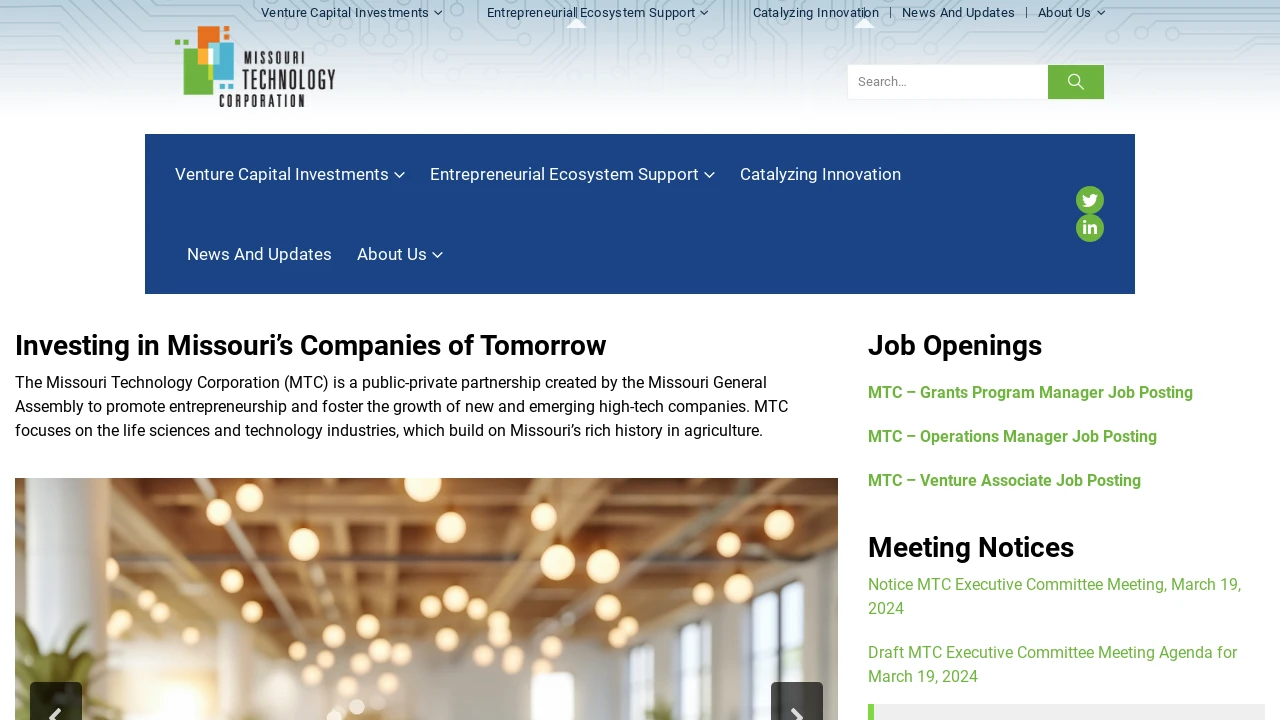 Venture Capital Investments
Entrepreneurial Ecosystem Support
Catalyzing Innovation | News And Updates | About Us
MISSOURI
TECHNOLOGY
CORPORATION
Search...
Venture Capital Investments
Entrepreneurial Ecosystem Support
Catalyzing Innovation
News And Updates
About Us
Investing in Missouri’s Companies of Tomorrow
The Missouri Technology Corporation (MTC) is a public-private partnership created by the Missouri General
Assembly to promote entrepreneurship and foster the growth of new and emerging high-tech companies. MTC
focuses on the life sciences and technology industries, which build on Missouri’s rich history in agriculture.
Job Openings
MTC – Grants Program Manager Job Posting
MTC – Operations Manager Job Posting
MTC – Venture Associate Job Posting
Meeting Notices
Notice MTC Executive Committee Meeting, March 19,
2024
Draft MTC Executive Committee Meeting Agenda for
March 19, 2024